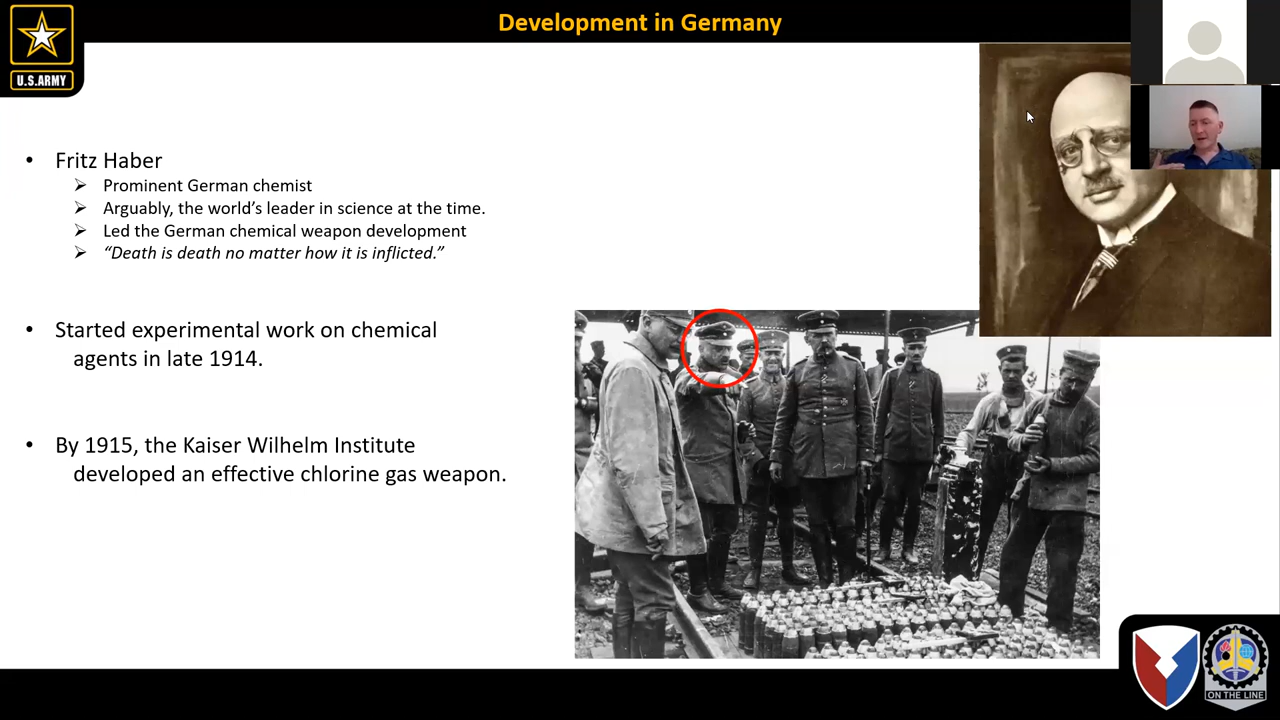 Development in Germany
U.S.ARMY
• Fritz Haber
➢ Prominent German chemist
➢ Arguably, the world’s leader in science at the time.
➢ Led the German chemical weapon development
➢ “Death is death no matter how it is inflicted.”
• Started experimental work on chemical
agents in late 1914.
• By 1915, the Kaiser Wilhelm Institute
developed an effective chlorine gas weapon.
ON THE LINE